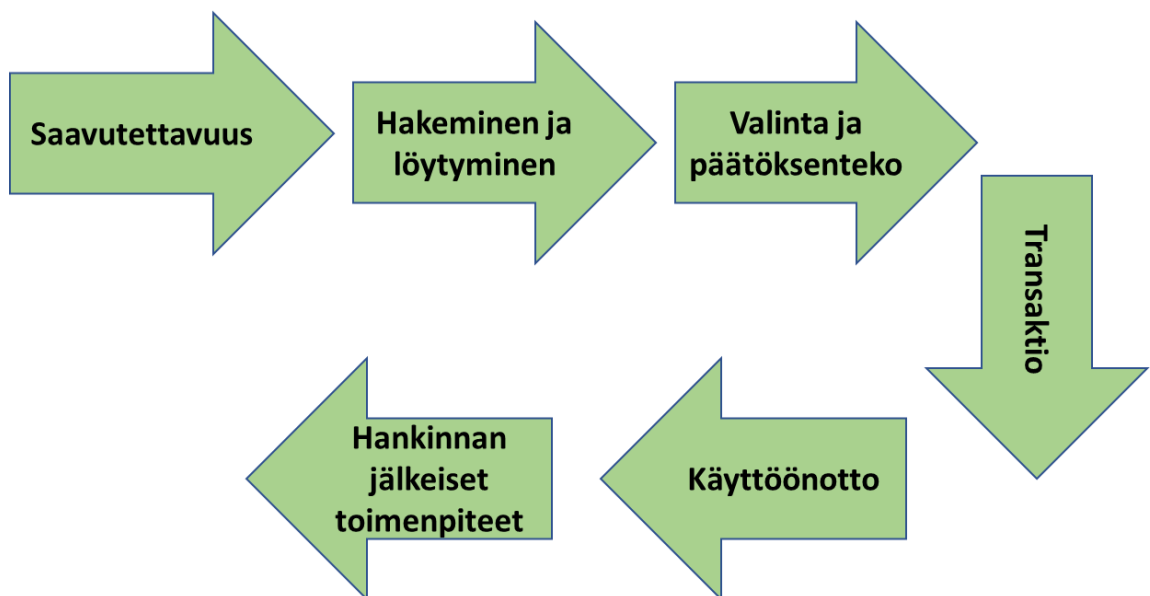 Saavutettavuus
Hakeminen ja
löytyminen
Valinta ja
päätöksenteko
Transaktio
Käyttöönotto
Hankinnan
jälkeiset
toimenpiteet